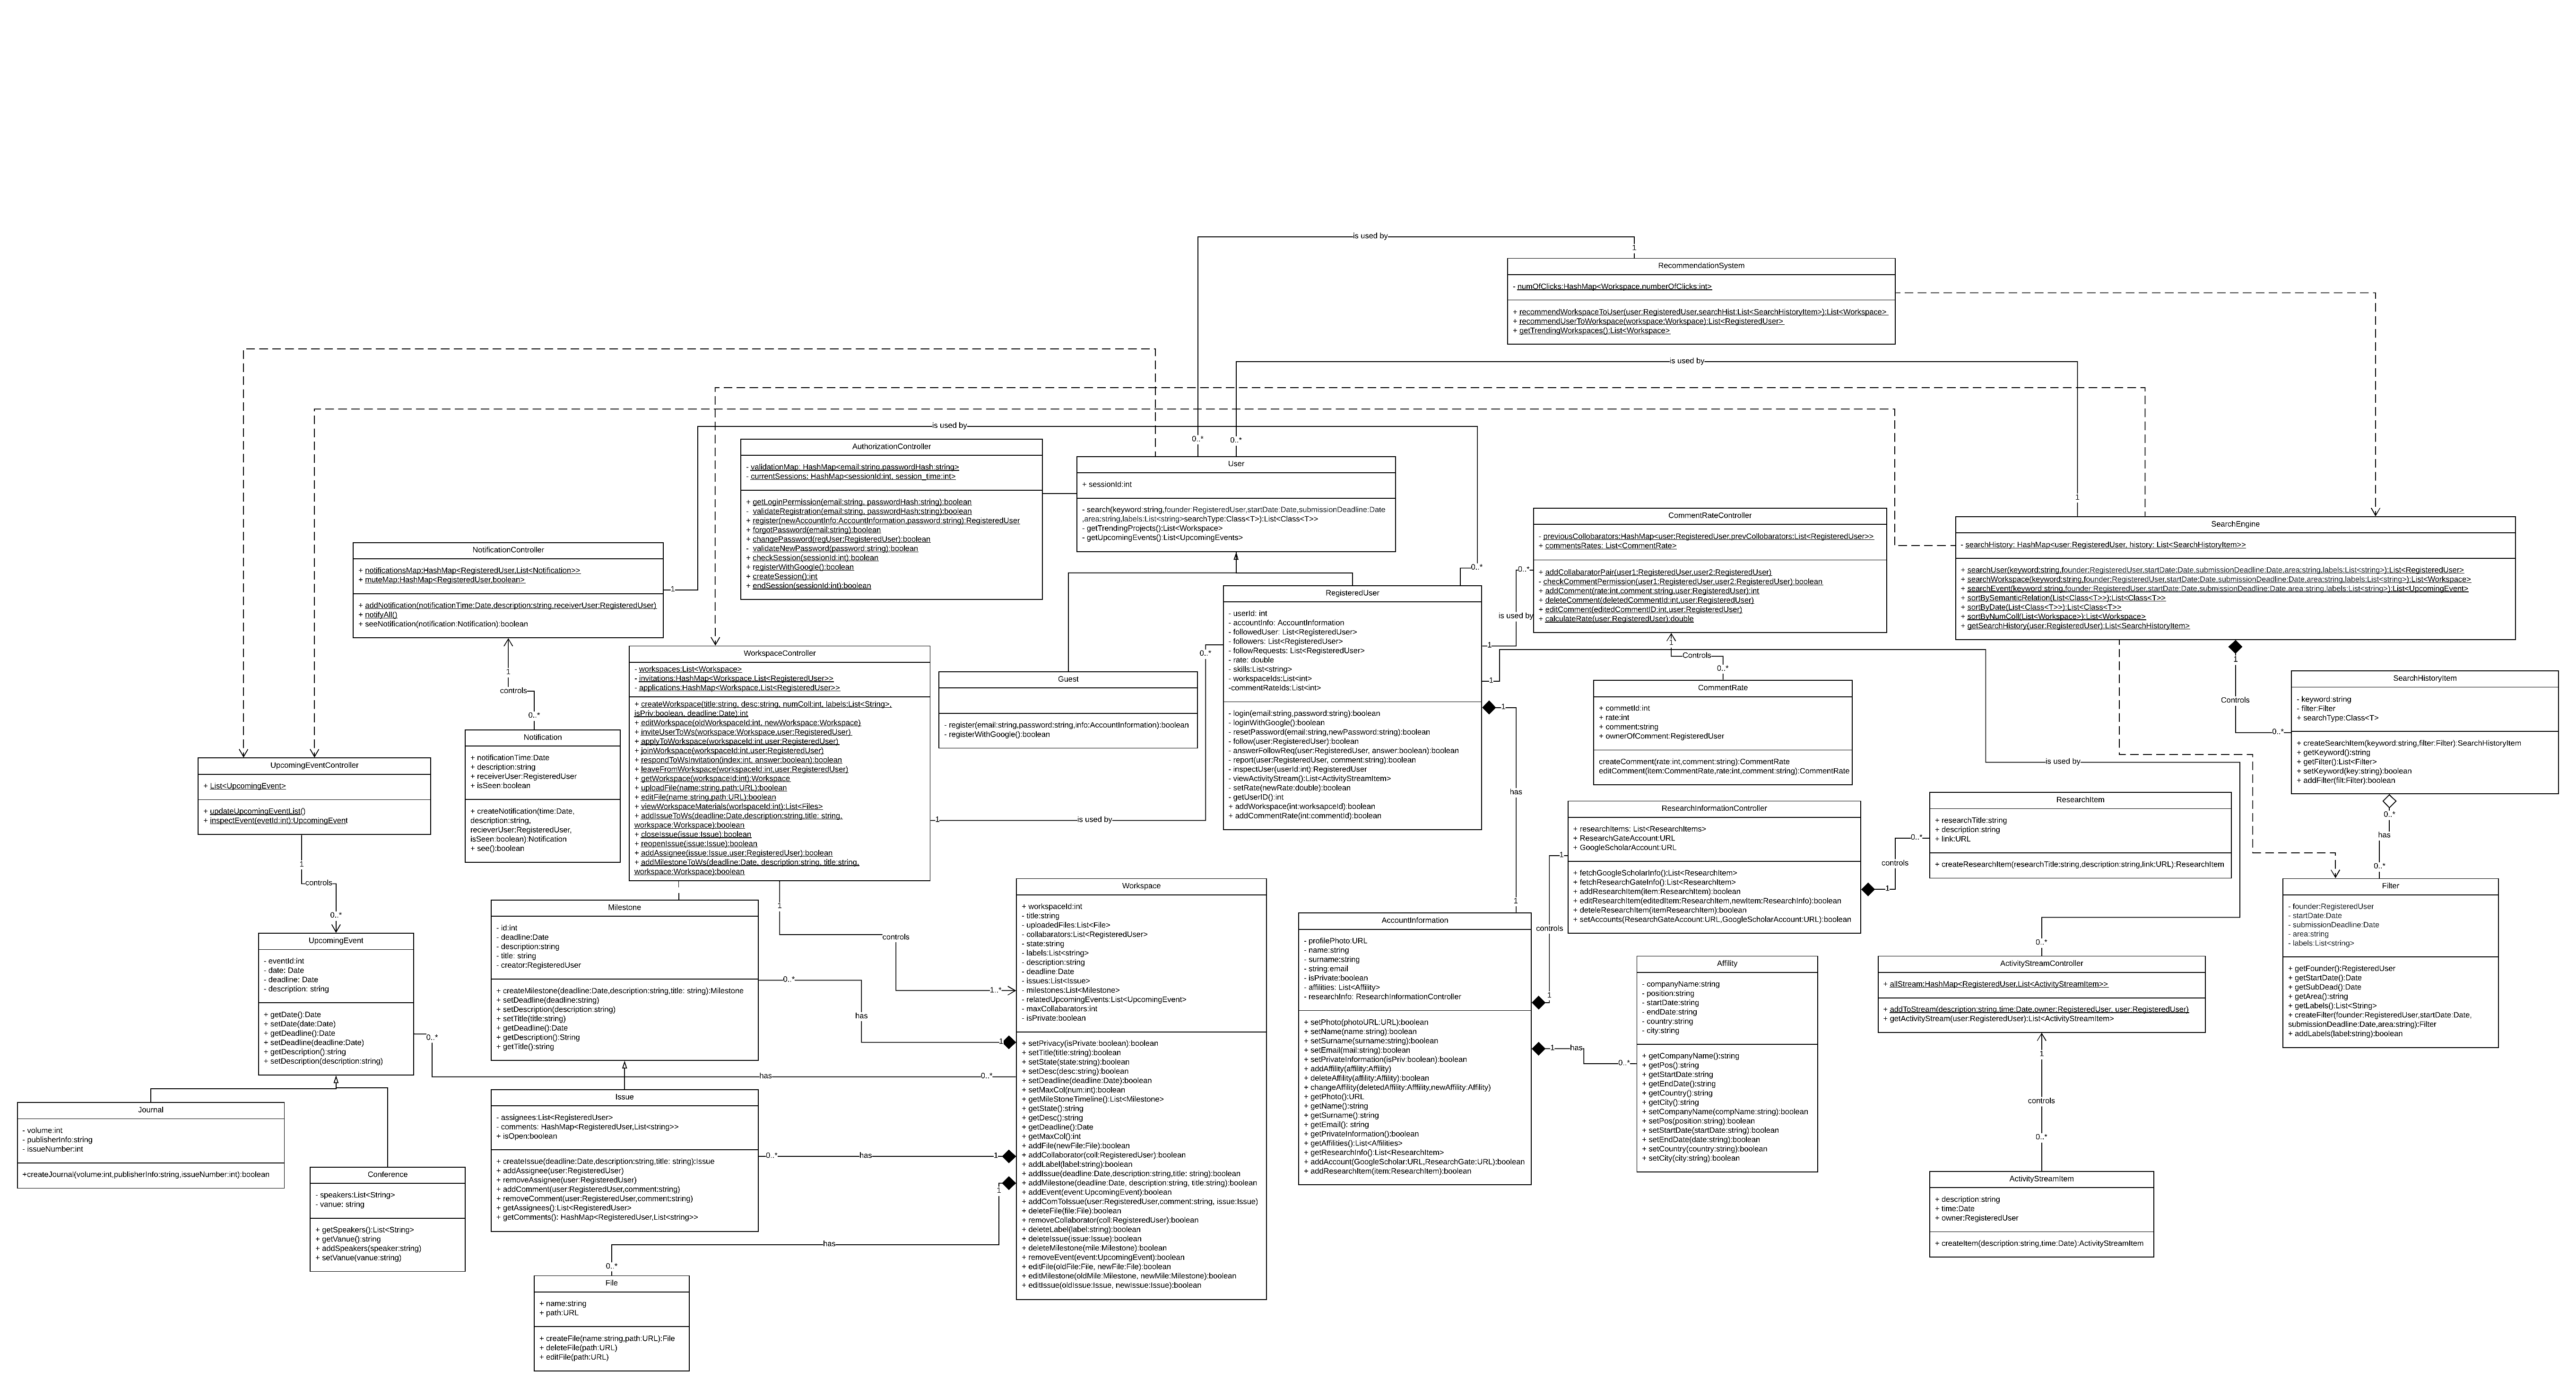 is used by
1
RecommendationSystem
- numOfClicks:HashMap<Workspace,numberOfClicks:int>
+ recommendWorkspaceToUser(user:RegisteredUser,searchHist:List<SearchHistoryItem>):List<Workspace>
+ recommendUserToWorkspace(workspace:Workspace):List<RegisteredUser>
+ getTrendingWorkspaces():List<Workspace>
is used by
is used by
0..*
0..*
1
AuthorizationController
- validationMap: HashMap<email:string,passwordHash:string>
- currentSessions: HashMap<sessionId:int, session_time:int>
+ getLoginPermission(email:string, passwordHash:string):boolean
- validateRegistration(email:string, passwordHash:string):boolean
+ register(newAccountInfo:AccountInformation,password:string):RegisteredUser
+ forgotPassword(email:string):boolean
+ changePassword(regUser:RegisteredUser):boolean
- validateNewPassword(password:string):boolean
+ checkSession(sessionId:int):boolean
+ registerWithGoogle():boolean
+ createSession():int
+ endSession(sessionId:int):boolean
User
+ sessionId:int
- search(keyword:string,founder:RegisteredUser,startDate:Date,submissionDeadline:Date
,area:string,labels:List<string>searchType:Class<T>):List<Class<T>>
- getTrendingProjects():List<Workspace>
- getUpcomingEvents():List<UpcomingEvents>
CommentRateController
- previousCollobarators:HashMap<user:RegisteredUser,prevCollobarators:List<RegisteredUser>>
+ commentsRates: List<CommentRate>
+ addCollabaratorPair(user1:RegisteredUser,user2:RegisteredUser)
- checkCommentPermission(user1:RegisteredUser,user2:RegisteredUser):boolean
+ addComment(rate:int,comment:string,user:RegisteredUser):int
+ deleteComment(deletedCommentId:int,user:RegisteredUser)
+ editComment(editedCommentID:int,user:RegisteredUser)
+ calculateRate(user:RegisteredUser):double
SearchEngine
- searchHistory: HashMap<user:RegisteredUser, history: List<SearchHistoryItem>>
+ searchUser(keyword:string,founder:RegisteredUser,startDate:Date,submissionDeadline:Date,area:string,labels:List<string>):List<RegisteredUser>
+ searchWorkspace(keyword:string,founder:RegisteredUser,startDate:Date,submissionDeadline:Date,area:string,labels:List<string>):List<Workspace>
+ searchEvent(keyword:string,founder:RegisteredUser,startDate:Date,submissionDeadline:Date,area:string,labels:List<string>):List<UpcomingEvent>
+ sortBySemanticRelation(List<Class<T>>):List<Class<T>>
+ sortByDate(List<Class<T>>):List<Class<T>>
+ sortByNumColl(List<Workspace>):List<Workspace>
+ getSearchHistory(user:RegisteredUser):List<SearchHistoryItem>
NotificationController
+ notificationsMap:HashMap<RegisteredUser,List<Notification>>
+ muteMap:HashMap<RegisteredUser,boolean>
+ addNotification(notificationTime:Date,description:string,receiverUser:RegisteredUser)
+ notifyAll()
+ seeNotification(notification:Notification):boolean
1
0..*
0..*
is used by
1
1
RegisteredUser
- userId: int
- accountInfo: AccountInformation
- followedUser: List<RegisteredUser>
- followers: List<RegisteredUser>
- followRequests: List<RegisteredUser>
- rate: double
- skills:List<string>
- workspaceIds:List<int>
-commentRateIds:List<int>
- login(email:string,password:string):boolean
- loginWithGoogle():boolean
- resetPassword(email:string,newPassword:string):boolean
- follow(user:RegisteredUser):boolean
- answerFollowReq(user:RegisteredUser, answer:boolean):boolean
- report(user:RegisteredUser, comment:string):boolean
- inspectUser(userId:int):RegisteredUser
- viewActivityStream():List<ActivityStreamItem>
- setRate(newRate:double):boolean
- getUserID():int
+ addWorkspace(int:worksapceId):boolean
+ addCommentRate(int:commentId):boolean
1
Controls
0..*
1
controls
0..*
WorkspaceController
- workspaces:List<Workspace>
- invitations:HashMap<Workspace,List<RegisteredUser>>
- applications:HashMap<Workspace,List<RegisteredUser>>
+ createWorkspace(title:string, desc:string, numColl:int, labels:List<String>,
isPriv:boolean, deadline:Date):int
+ editWorkspace(oldWorkspaceId:int, newWorkspace:Workspace)
+ inviteUserToWs(workspace:Workspace,user:RegisteredUser)
+ applyToWorkspace(workspaceId:int,user:RegisteredUser)
+ joinWorkspace(workspaceId:int,user:RegisteredUser)
+ respondToWsInvitation(index:int, answer:boolean):boolean
+ leaveFromWorkspace(workspaceId:int,user:RegisteredUser)
+ getWorkspace(workspaceId:int):Workspace
+ uploadFile(name:string,path:URL):boolean
+ editFile(name:string,path:URL):boolean
+ viewWorkspaceMaterials(worlspaceId:int):List<Files>
+ addIssueToWs(deadline:Date,description:string,title: string,
workspace:Workspace):boolean
+ closeIssue(issue:Issue):boolean
+ reopenIssue(issue:Issue):boolean
+ addAssignee(issue:Issue,user:RegisteredUser):boolean
+ addMilestoneToWs(deadline:Date, description:string, title:string,
workspace:Workspace):boolean
0..*
1
is used by
Guest
- register(email:string,password:string,info:AccountInformation):boolean
- registerWithGoogle():boolean
1
has
1
CommentRate
+ commetId:int
+ rate:int
+ comment:string
+ ownerOfComment:RegisteredUser
createComment(rate:int,comment:string):CommentRate
editComment(item:CommentRate,rate:int,comment:string):CommentRate
1
Controls
0..*
SearchHistoryItem
- keyword:string
- filter:Filter
+ searchType:Class<T>
+ createSearchItem(keyword:string,filter:Filter):SearchHistoryItem
+ getKeyword():string
+ getFilter():List<Filter>
+ setKeyword(key:string):boolean
+ addFilter(filt:Filter):boolean
0..*
has
0..*
Notification
+ notificationTime:Date
+ description:string
+ receiverUser:RegisteredUser
+ isSeen:boolean
+ createNotification(time:Date,
description:string,
recieverUser:RegisteredUser,
isSeen:boolean):Notification
+ see():boolean
UpcomingEventController
+ List<UpcomingEvent>
+ updateUpcomingEventList()
+ inspectEvent(evetId:int):UpcomingEvent
1
controls
0..*
is used by
ResearchInformationController
+ researchItems: List<ResearchItems>
+ ResearchGateAccount:URL
+ GoogleScholarAccount:URL
+ fetchGoogleScholarInfo():List<ResearchItem>
+ fetchResearchGateInfo():List<ResearchItem>
+ addResearchItem(item:ResearchItem):boolean
+ editResearchItem(editedItem:ResearchItem,newItem:ResearchInfo):boolean
+ deteleResearchItem(itemResearchItem):boolean
+ setAccounts(ResearchGateAccount:URL,GoogleScholarAccount:URL):boolean
1
controls
1
1
controls
0..*
ResearchItem
+ researchTitle:string
+ description:string
+ link:URL
+ createResearchItem(researchTitle:string,description:string,link:URL):ResearchItem
Filter
- founder:RegisteredUser
- startDate:Date
- submissionDeadline:Date
- area:string
- labels:List<string>
+ getFounder():RegisteredUser
+ getStartDate():Date
+ getSubDead():Date
+ getArea():string
+ getLabels():List<String>
+ createFilter(founder:RegisteredUser,startDate:Date,
submissionDeadline:Date,area:string):Filter
+ addLabels(label:string):boolean
Milestone
- id:int
- deadline:Date
- description:string
- title: string
- creator:RegisteredUser
+ createMilestone(deadline:Date,description:string,title: string):Milestone
+ setDeadline(deadline:string)
+ setDescription(description:string)
+ setTitle(title:string)
+ getDeadline():Date
+ getDescription():String
+ getTitle():string
1
controls
1..*
0..*
has
1
Workspace
+ workspaceId:int
- title:string
- uploadedFiles:List<File>
- collabarators:List<RegisteredUser>
- state:string
- labels:List<string>
- description:string
- deadline:Date
- issues:List<Issue>
- milestones:List<Milestone>
- relatedUpcomingEvents:List<UpcomingEvent>
- maxCollabarators:int
- isPrivate:boolean
+ setPrivacy(isPrivate:boolean):boolean
+ setTitle(title:string):boolean
+ setState(state:string):boolean
+ setDesc(desc:string):boolean
+ setDeadline(deadline:Date):boolean
+ setMaxCol(num:int):boolean
+ getMileStoneTimeline():List<Milestone>
+ getState():string
+ getDesc():string
+ getDeadline():Date
+ getMaxCol():int
+ addFile(newFile:File):boolean
+ addCollaborator(coll:RegisteredUser):boolean
+ addLabel(label:string):boolean
+ addIssue(deadline:Date,description:string,title: string):boolean
+ addMilestone(deadline:Date, description:string, title:string):boolean
+ addEvent(event:UpcomingEvent):boolean
+ addComToIssue(user:RegisteredUser,comment:string, issue:Issue)
+ deleteFile(file:File):boolean
+ removeCollaborator(coll:RegisteredUser):boolean
+ deleteLabel(label:string):boolean
+ deleteIssue(issue:Issue):boolean
+ deleteMilestone(mile:Milestone):boolean
+ removeEvent(event:UpcomingEvent):boolean
+ editFile(oldFile:File, newFile:File):boolean
+ editMilestone(oldMile:Milestone, newMile:Milestone):boolean
+ editIssue(oldIssue:Issue, newIssue:Issue):boolean
AccountInformation
- profilePhoto:URL
- name:string
- surname:string
- string:email
- isPrivate:boolean
- affilities: List<Affility>
- researchInfo: ResearchInformationController
+ setPhoto(photoURL:URL):boolean
+ setName(name:string):boolean
+ setSurname(surname:string):boolean
+ setEmail(mail:string):boolean
+ setPrivateInformation(isPriv:boolean):boolean
+ addAffility(affility:Affility)
+ deleteAffility(affility:Affility):boolean
+ changeAffility(deletedAffility:Afffility,newAffility:Affility)
+ getPhoto():URL
+ getName():string
+ getSurname():string
+ getEmail(): string
+ getPrivateInformation():boolean
+ getAffilities():List<Affilities>
+ getResearchInfo():List<ResearchItem>
+ addAccount(GoogleScholar:URL,ResearchGate:URL):boolean
+ addResearchItem(item:ResearchItem):boolean
1
has
0..*
Affility
- companyName:string
- position:string
- startDate:string
- endDate:string
- country:string
- city:string
+ getCompanyName():string
+ getPos():string
+ getStartDate:string
+ getEndDate():string
+ getCountry():string
+ getCity():string
+ setCompanyName(compName:string):boolean
+ setPos(position:string):boolean
+ setStartDate(startDate:string):boolean
+ setEndDate(date:string):boolean
+ setCountry(country:string):boolean
+ setCity(city:string):boolean
0..*
ActivityStreamController
+ allStream:HashMap<RegisteredUser,List<ActivityStreamItem>>
+ addToStream(description:string,time:Date,owner:RegisteredUser, user:RegisteredUser)
+ getActivityStream(user:RegisteredUser):List<ActivityStreamItem>
1
controls
0..*
ActivityStreamItem
+ description:string
+ time:Date
+ owner:RegisteredUser
+ createItem(description:string,time:Date):ActivityStreamItem
UpcomingEvent
- eventId:int
- date: Date
- deadline: Date
- description: string
+ getDate():Date
+ setDate(date:Date)
+ getDeadline():Date
+ setDeadline(deadline:Date)
+ getDescription():string
+ setDescription(description:string)
0..*
has
0..*
Journal
- volume:int
- publisherInfo:string
- issueNumber:int
+createJournal(volume:int,publisherInfo:string,issueNumber:int):boolean
Conference
- speakers:List<String>
- vanue: string
+ getSpeakers():List<String>
+ getVanue():string
+ addSpeakers(speaker:string)
+ setVanue(vanue:string)
Issue
- assignees:List<RegisteredUser>
- comments: HashMap<RegisteredUser,List<string>>
+ isOpen:boolean
+ createIssue(deadline:Date,description:string,title: string):Issue
+ addAssignee(user:RegisteredUser)
+ removeAssignee(user:RegisteredUser)
+ addComment(user:RegisteredUser,comment:string)
+ removeComment(user:RegisteredUser,comment:string)
+ getAssignees():List<RegisteredUser>
+ getComments(): HashMap<RegisteredUser,List<string>>
0..*
has
1
1
has
0..*
File
+ name:string
+ path:URL
+ createFile(name:string,path:URL):File
+ deleteFile(path:URL)
+ editFile(path:URL)